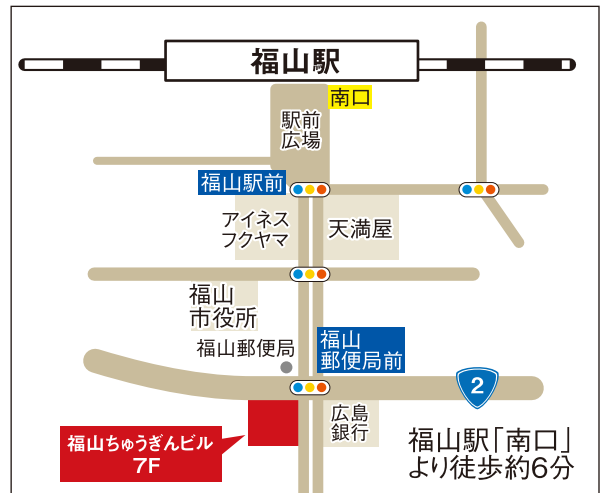 福山駅
南口
駅前
広場
福山駅前
アイネス
フクヤマ
天満屋
福山
市役所
福山郵便局
福山
郵便局前
2
広島
銀行
福山ちゅうぎんビル
7F
福山駅「南口」
より徒歩約6分